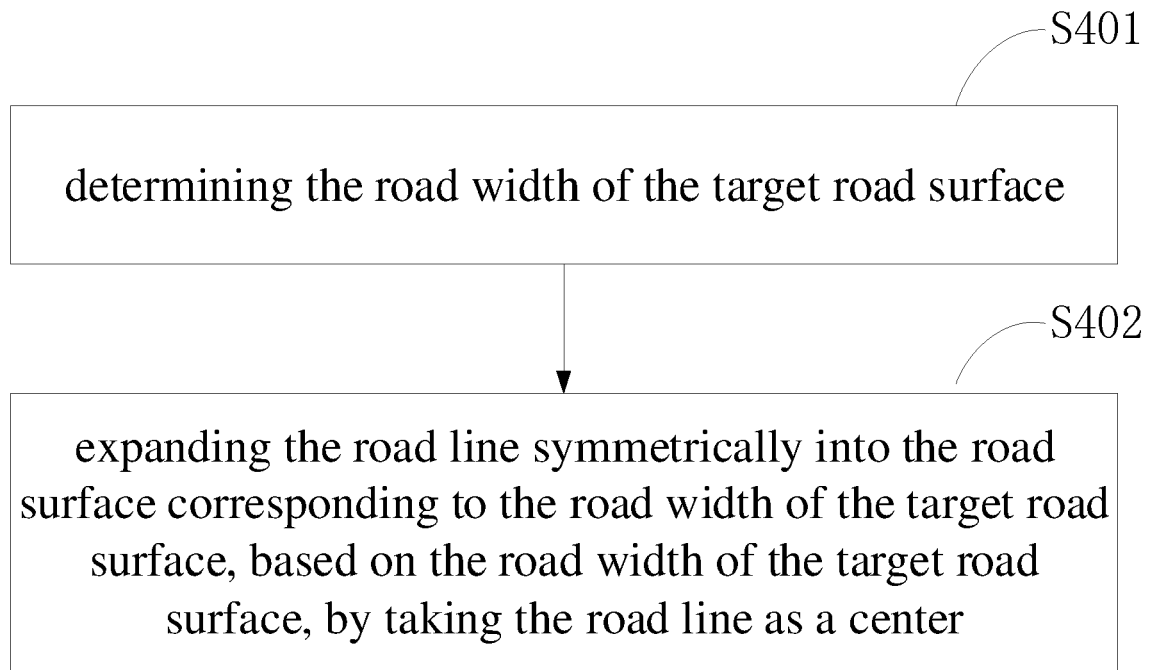 S401
determining the road width of the target road surface
S402
expanding the road line symmetrically into the road
surface corresponding to the road width of the target road
surface, based on the road width of the target road
surface, by taking the road line as a center